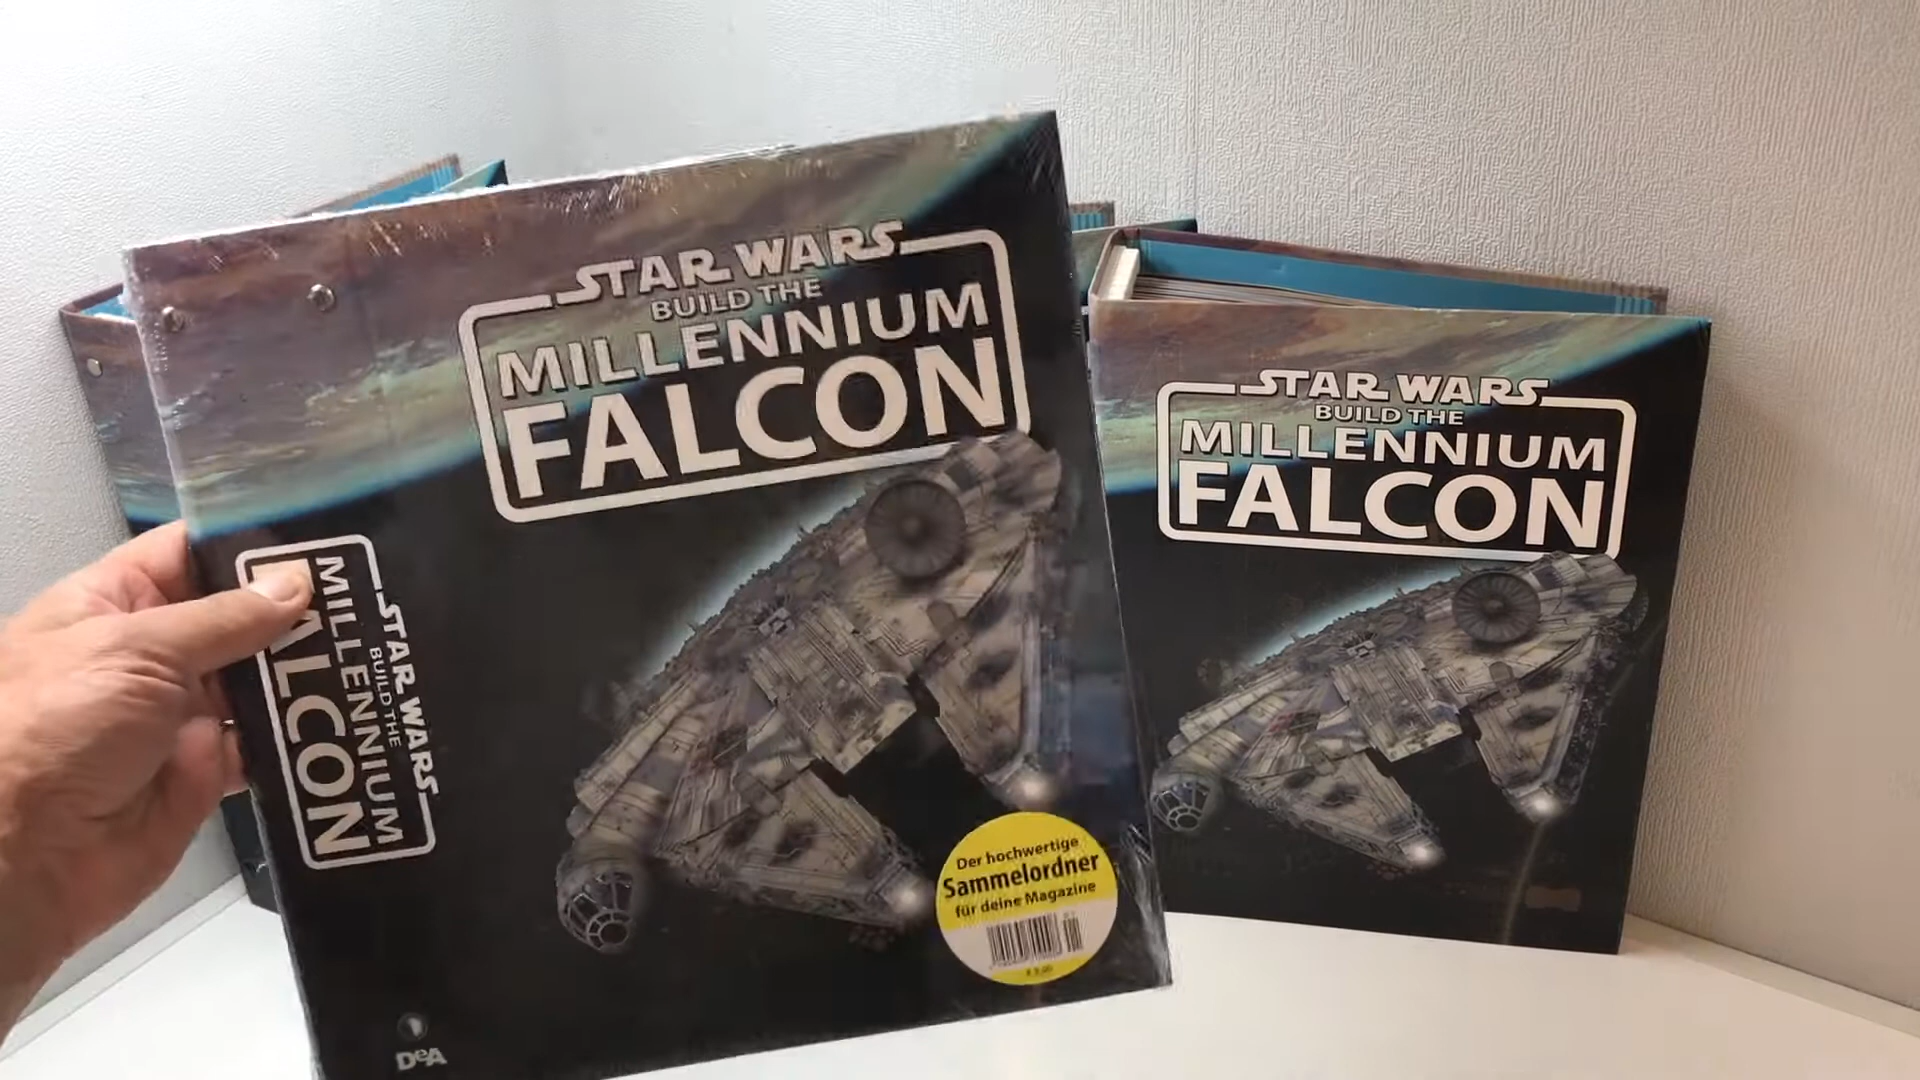 STAR WARS
BUILD THE
MILLENNIUM
FALCON
STAR WARS
BUILD THE
MILLENNIUM
ALCON
Der hochwertige
Sammelordner
für deine Magazine
DeA
STAR WARS
BUILD THE
MILLENNIUM
FALCON